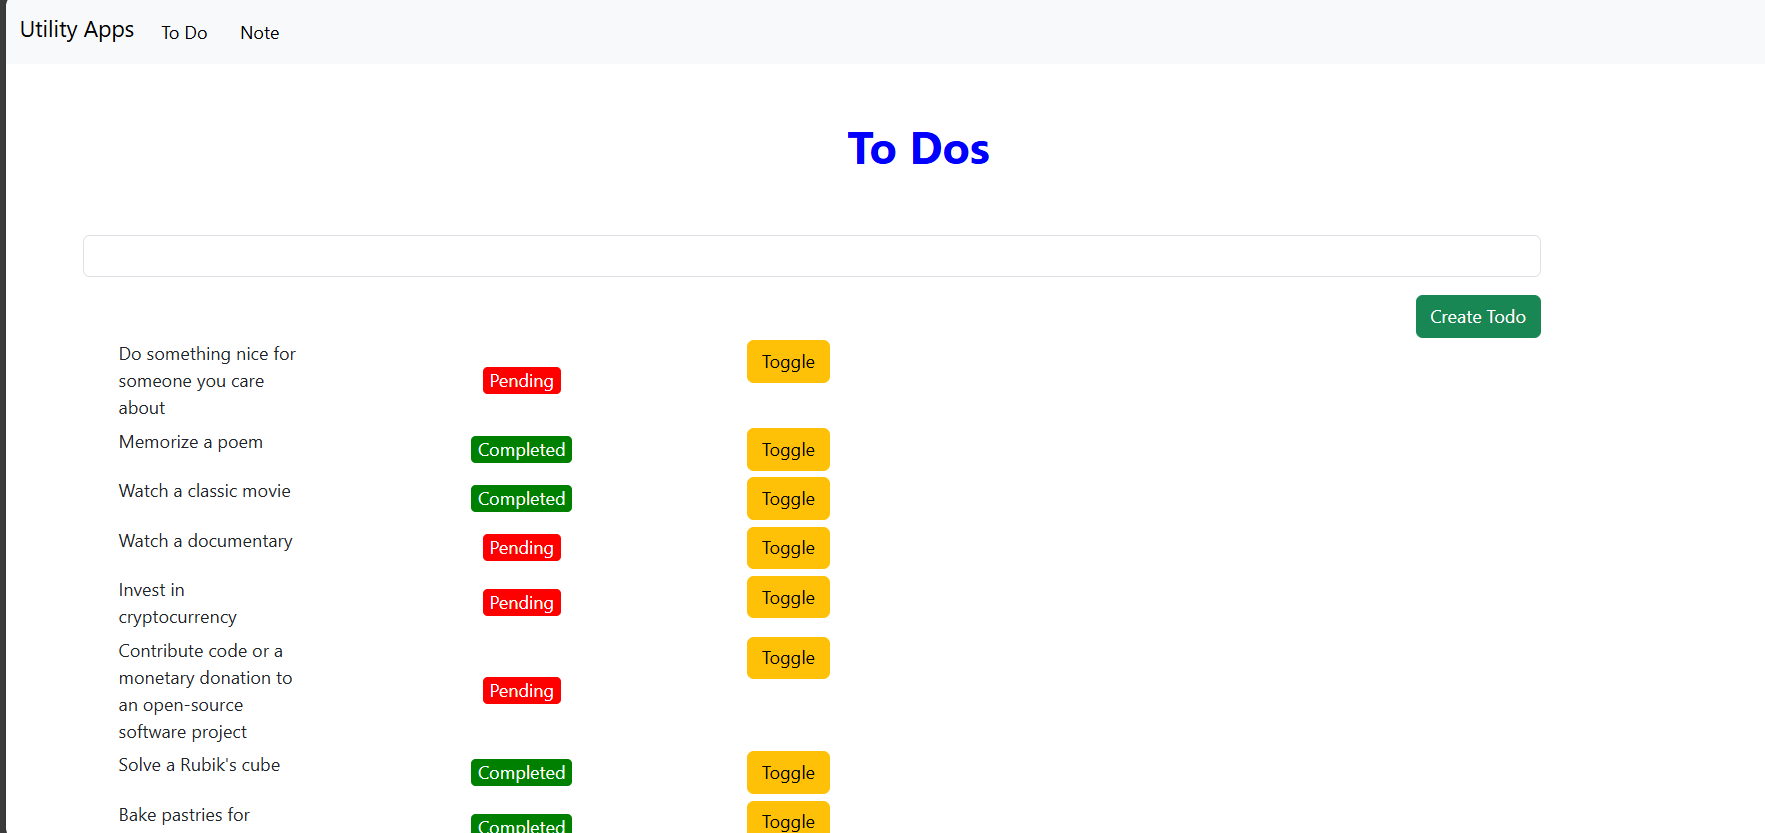 Utility Apps To Do Note
To Dos
Create Todo
Do something nice for
someone you care
about
Pending
Toggle
Memorize a poem
Completed
Toggle
Watch a classic movie
Completed
Toggle
Watch a documentary
Pending
Toggle
Invest in
cryptocurrency
Pending
Toggle
Contribute code or a
monetary donation to
an open-source
software project
Pending
Toggle
Solve a Rubik's cube
Completed
Toggle
Bake pastries for
Completed
Toggle